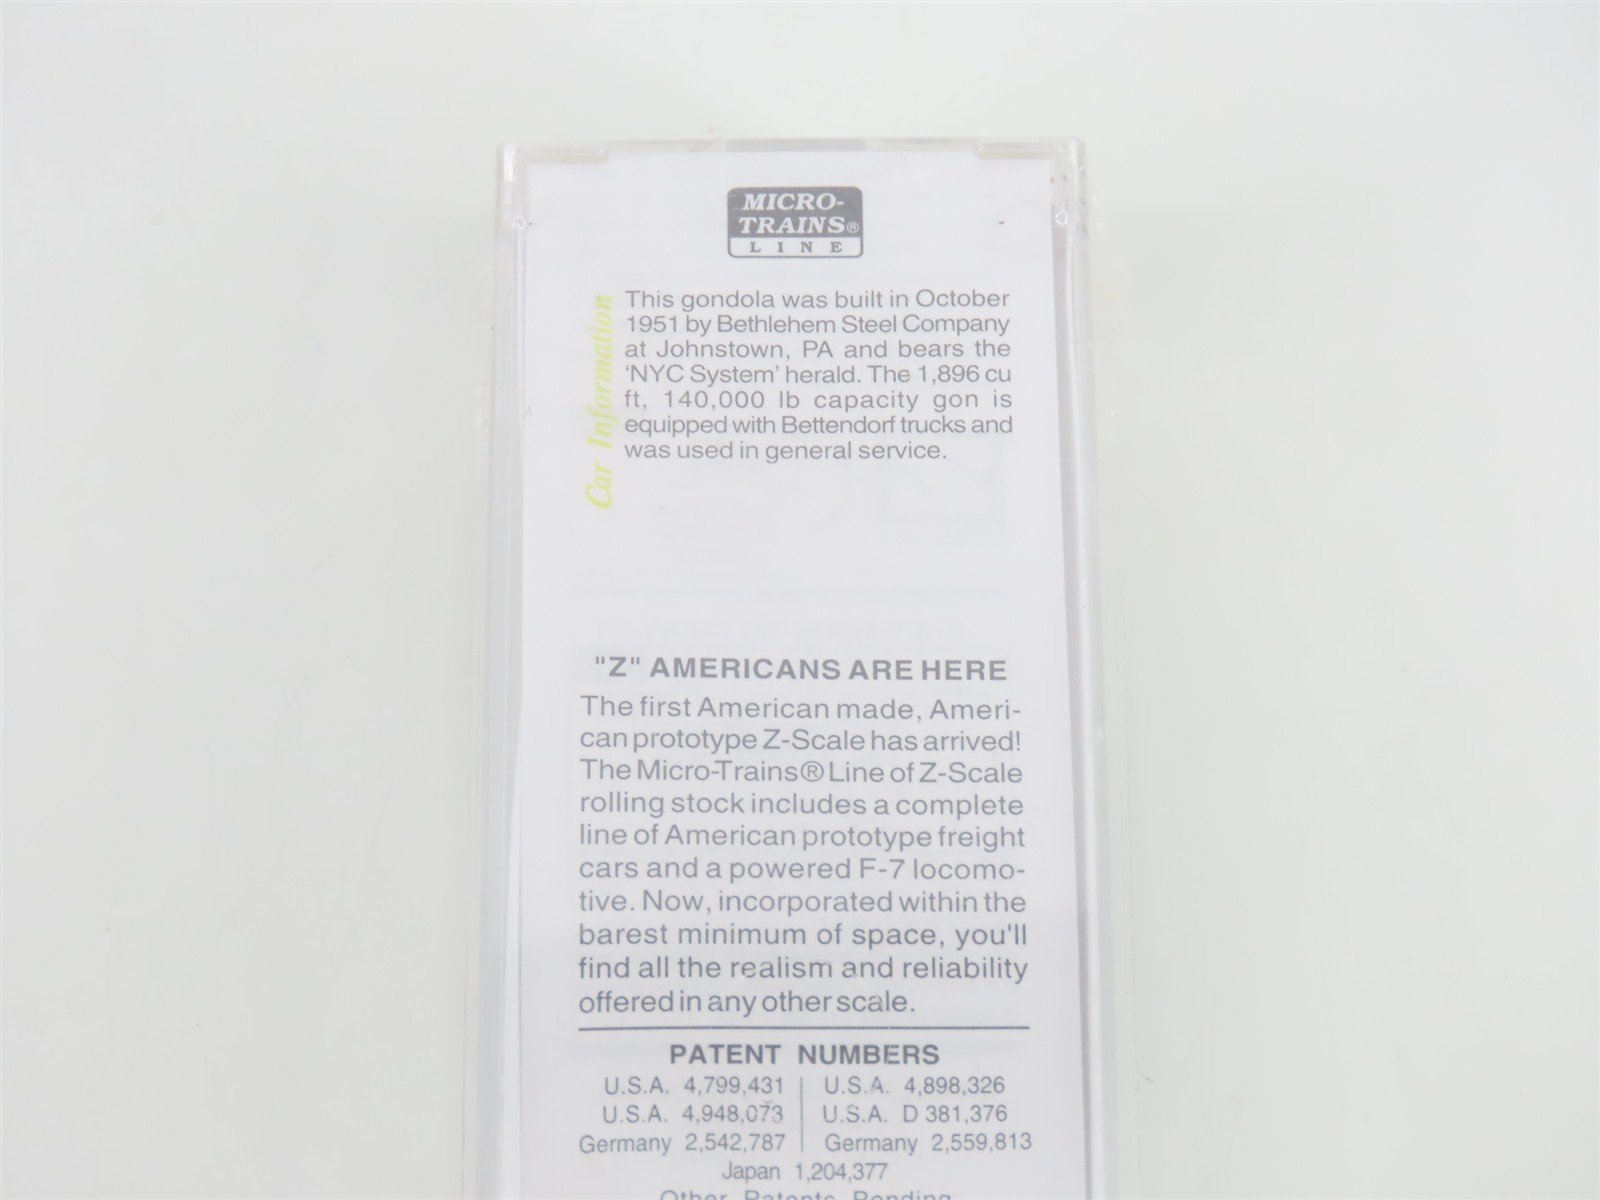 MICRO-
TRAINS®
LINE
Car Information
This gondola was built in October
1951 by Bethlehem Steel Company
at Johnstown, PA and bears the
‘NYC System’ herald. The 1,896 cu
ft, 140,000 lb capacity gon is
equipped with Bettendorf trucks and
was used in general service.
"Z" AMERICANS ARE HERE
The first American made, Ameri-
can prototype Z-Scale has arrived!
The Micro-Trains® Line of Z-Scale
rolling stock includes a complete
line of American prototype freight
cars and a powered F-7 locomo-
tive. Now, incorporated within the
barest minimum of space, you'll
find all the realism and reliability
offered in any other scale.
PATENT NUMBERS
U.S.A. 4,799,431 | U.S.A. 4,898,326
U.S.A. 4,948,073 | U.S.A. D 381,376
Germany 2,542,787 | Germany 2,559,813
Japan 1,204,377
Other Patents Pending